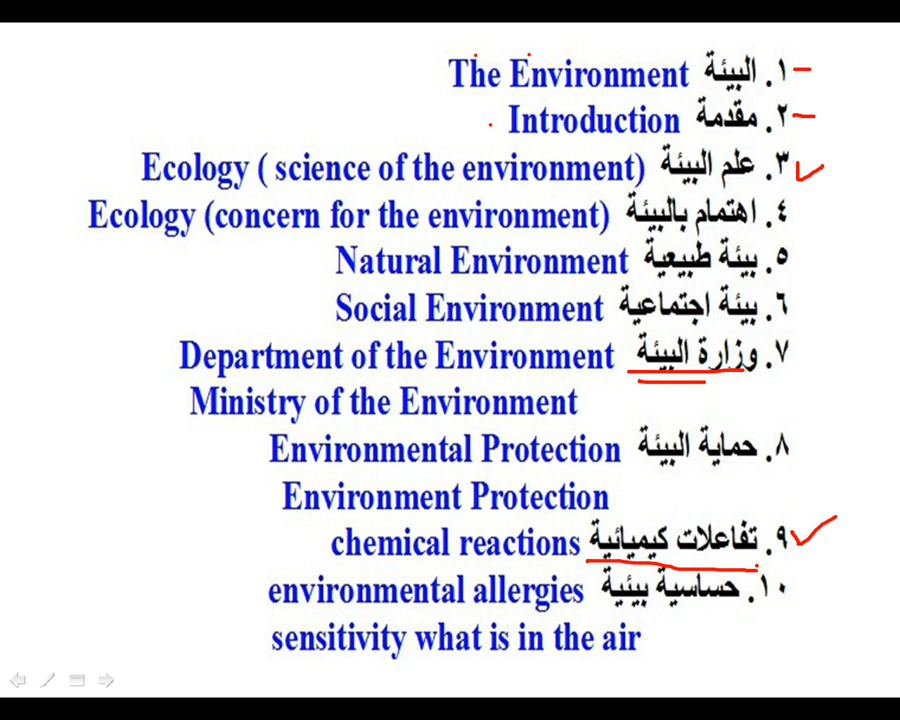 ١. البيئة The Environment
٢. مقدمة Introduction
٣. علم البيئة Ecology ( science of the environment)
٤. اهتمام بالبيئة Ecology (concern for the environment)
٥. بيئة طبيعية Natural Environment
٦. بيئة اجتماعية Social Environment
٧. وزارة البيئة Department of the Environment
Ministry of the Environment
٨. حماية البيئة Environmental Protection
Environment Protection
٩. تفاعلات كيميائية chemical reactions
١٠. حساسية بيئية environmental allergies
sensitivity what is in the air